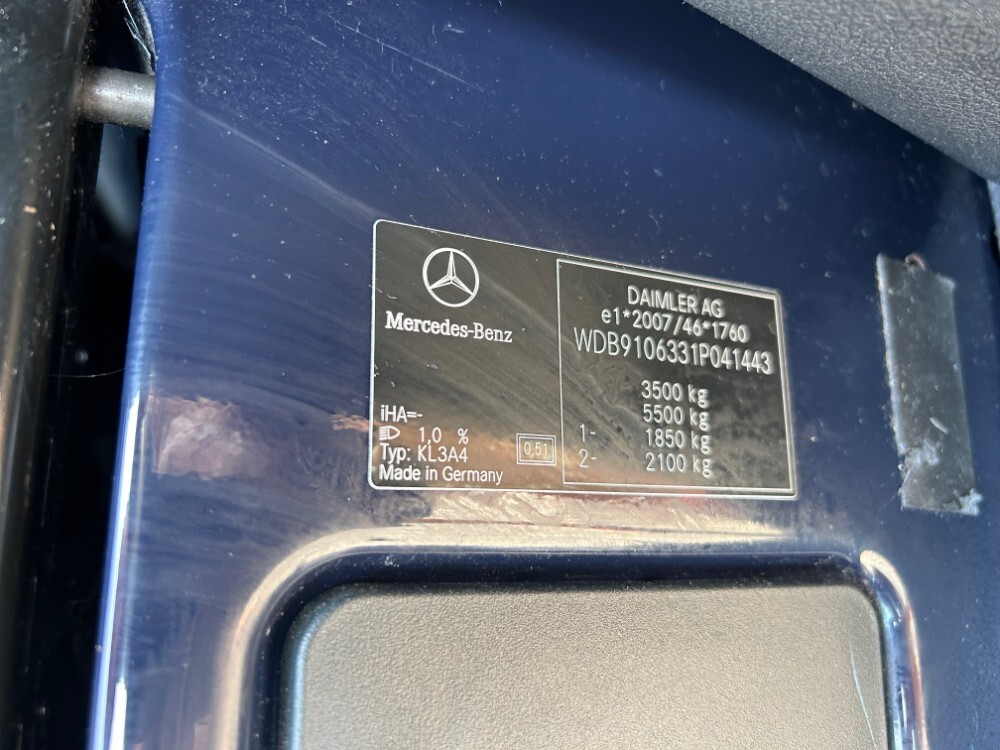 Mercedes-Benz
iHA=-
1,0 %
Typ: KL3A4
Made in Germany
0,51
DAIMLER AG
e1*2007/46*1760
WDB9106331P041443
3500 kg
5500 kg
1- 1850 kg
2- 2100 kg